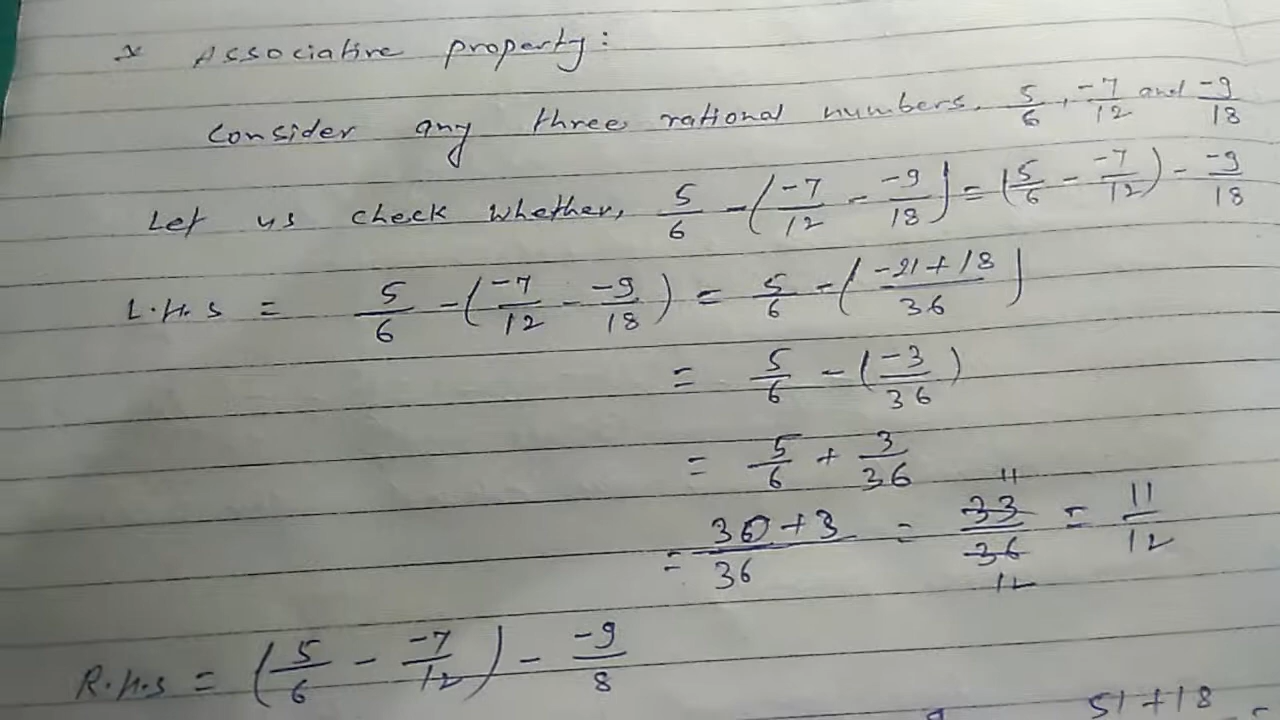 * Associative property:
Consider any three rational numbers. 5/6, -7/12 and -9/18
Let us check whether, 5/6 - (-7/12 - -9/18) = (5/6 - -7/12) - -9/18
L.H.S = 5/6 - (-7/12 - -9/18) = 5/6 - (-21+18/36)
= 5/6 - (-3/36)
= 5/6 + 3/36
= 30+3/36 = 33/36 11 12 = 11/12
R.H.S = (5/6 - -7/12) - -9/8
51+18 =